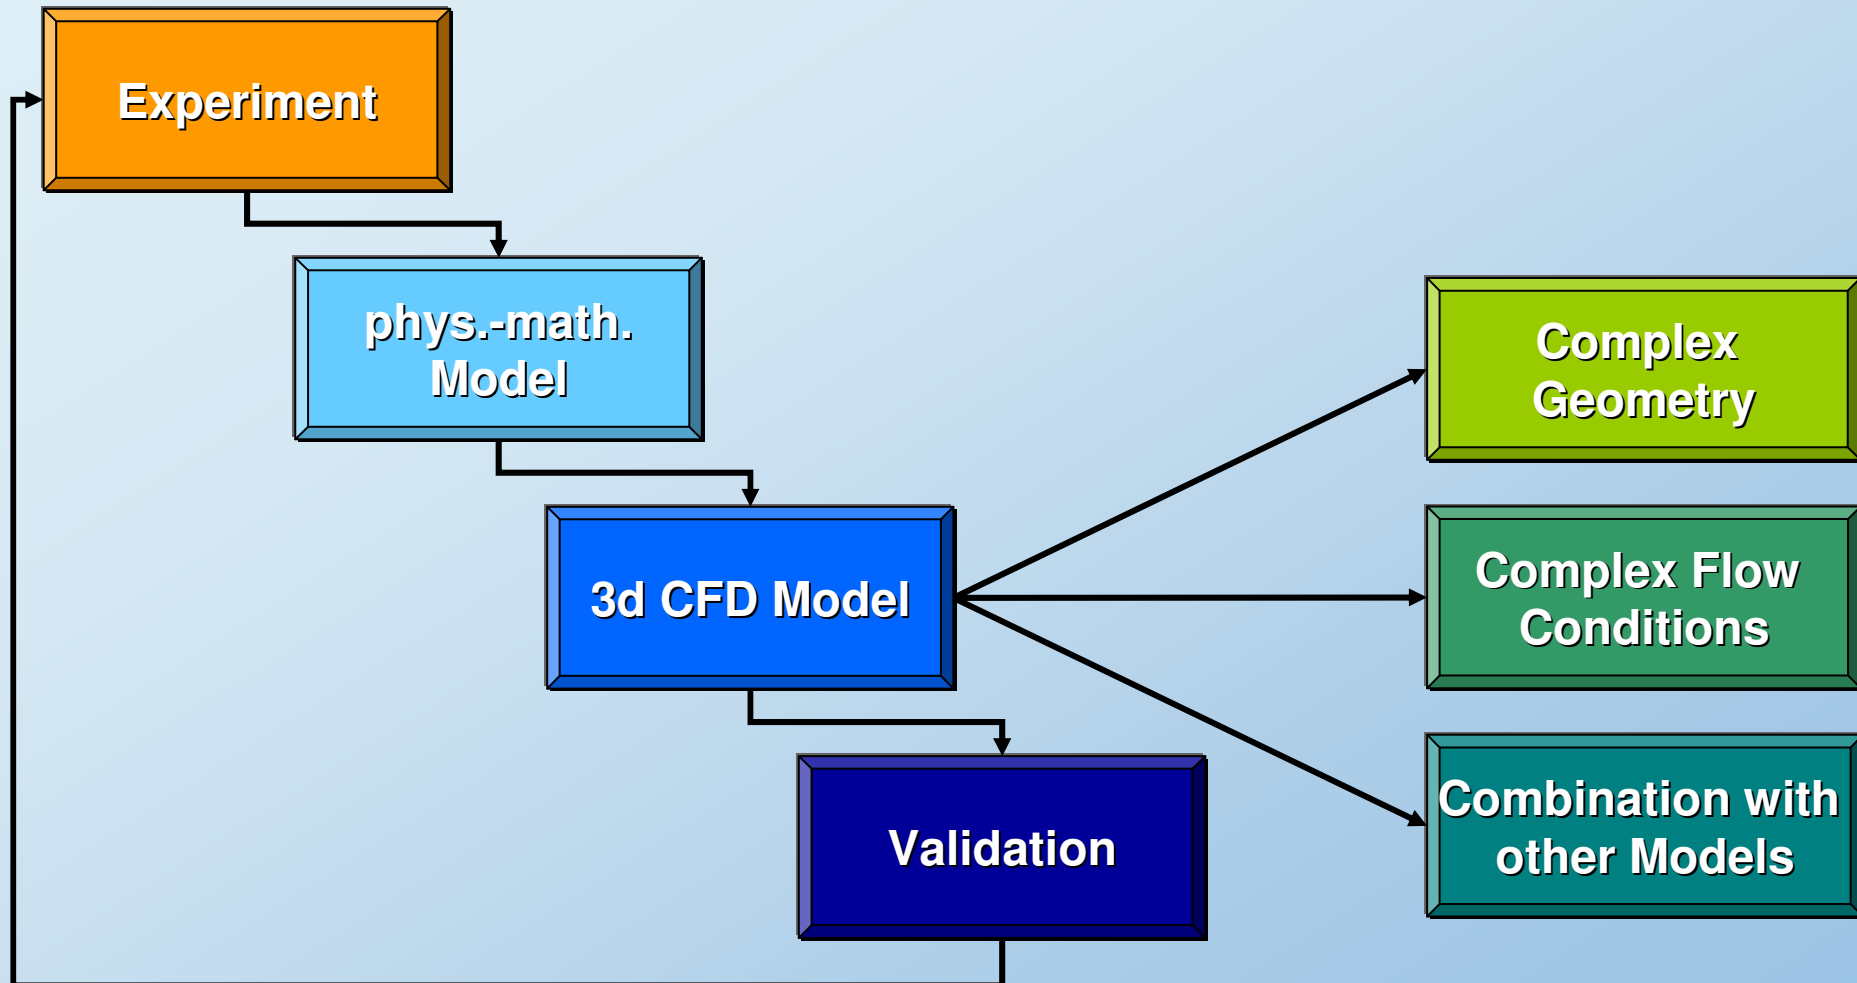 Experiment
phys.-math.
Model
3d CFD Model
Validation
Complex
Geometry
Complex Flow
Conditions
Combination with
other Models